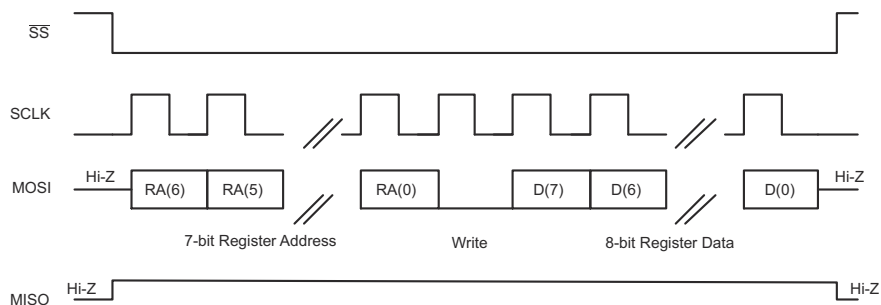 SS
SCLK
Hi-Z Hi-Z
MOSI RA(6) RA(5) RA(0) D(7) D(6) D(0)
7-bit Register Address Write 8-bit Register Data
Hi-Z Hi-Z
MISO